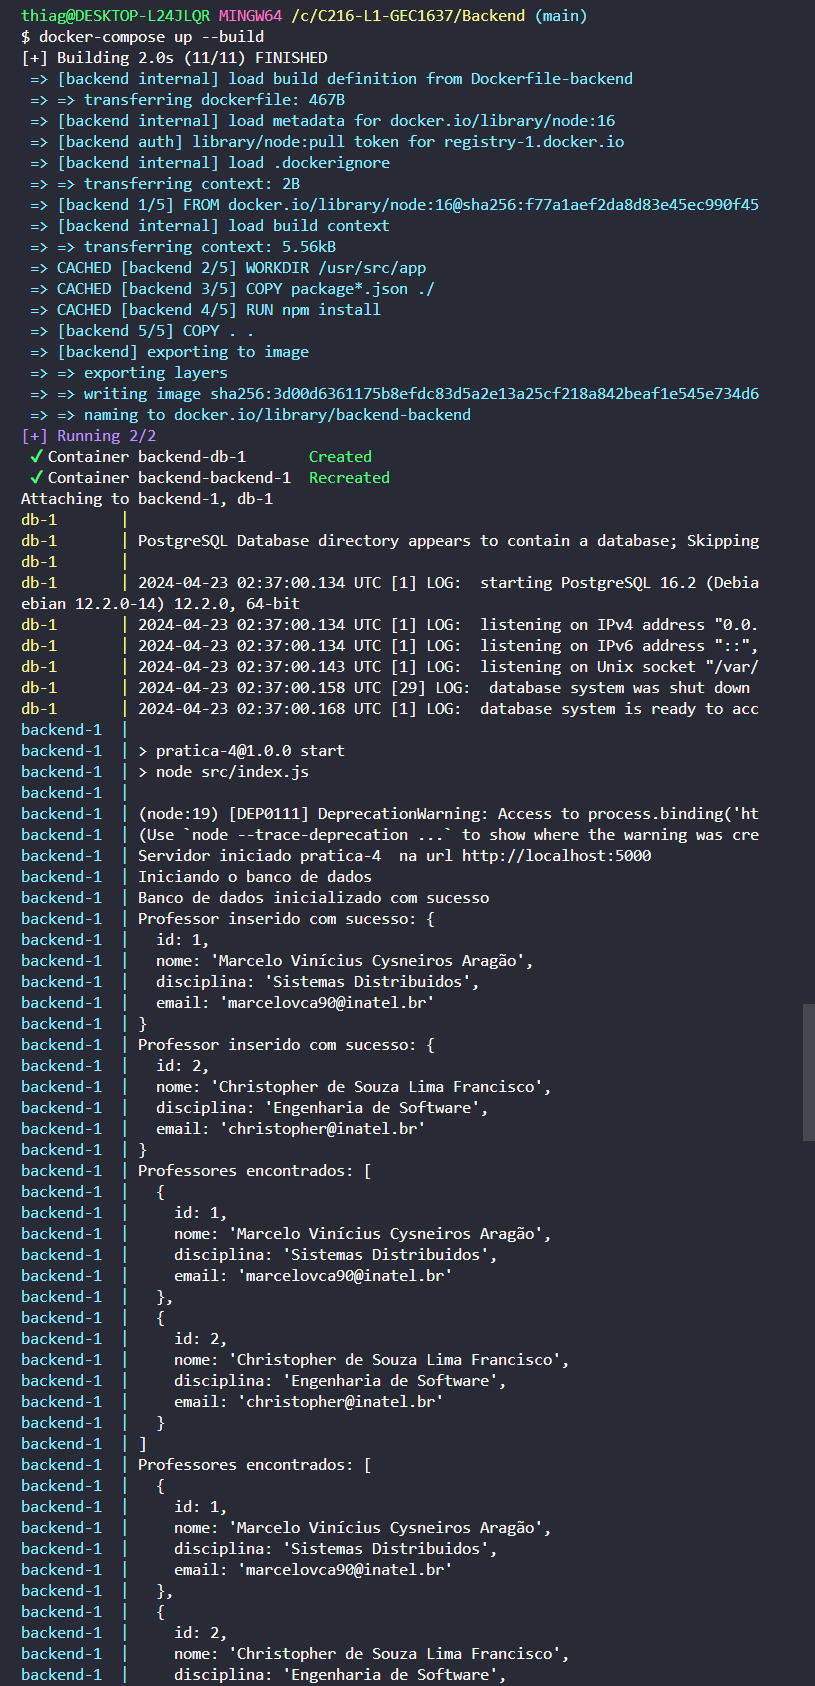 thiag@DESKTOP-L24JLQR MINGW64 /c/C216-L1-GEC1637/Backend (main)
$ docker-compose up --build
[+] Building 2.0s (11/11) FINISHED
=> [backend internal] load build definition from Dockerfile-backend
=> => transferring dockerfile: 467B
=> [backend internal] load metadata for docker.io/library/node:16
=> [backend auth] library/node:pull token for registry-1.docker.io
=> [backend internal] load .dockerignore
=> => transferring context: 2B
=> [backend 1/5] FROM docker.io/library/node:16@sha256:f77a1aef2da8d83e45ec990f45
=> [backend internal] load build context
=> => transferring context: 5.56kB
=> CACHED [backend 2/5] WORKDIR /usr/src/app
=> CACHED [backend 3/5] COPY package*.json ./
=> CACHED [backend 4/5] RUN npm install
=> [backend 5/5] COPY . .
=> [backend] exporting to image
=> => exporting layers
=> => writing image sha256:3d00d6361175b8efdc83d5a2e13a25cf218a842beaf1e545e734d6
=> => naming to docker.io/library/backend-backend
[+] Running 2/2
✔ Container backend-db-1       Created
✔ Container backend-backend-1  Recreated
Attaching to backend-1, db-1
db-1       |
db-1       | PostgreSQL Database directory appears to contain a database; Skipping
db-1       |
db-1       | 2024-04-23 02:37:00.134 UTC [1] LOG:  starting PostgreSQL 16.2 (Debia
ebian 12.2.0-14) 12.2.0, 64-bit
db-1       | 2024-04-23 02:37:00.134 UTC [1] LOG:  listening on IPv4 address "0.0.
db-1       | 2024-04-23 02:37:00.134 UTC [1] LOG:  listening on IPv6 address "::",
db-1       | 2024-04-23 02:37:00.143 UTC [1] LOG:  listening on Unix socket "/var/
db-1       | 2024-04-23 02:37:00.158 UTC [29] LOG:  database system was shut down
db-1       | 2024-04-23 02:37:00.168 UTC [1] LOG:  database system is ready to acc
backend-1  |
backend-1  | > pratica-4@1.0.0 start
backend-1  | > node src/index.js
backend-1  |
backend-1  | (node:19) [DEP0111] DeprecationWarning: Access to process.binding('ht
backend-1  | (Use `node --trace-deprecation ...` to show where the warning was cre
backend-1  | Servidor iniciado pratica-4  na url http://localhost:5000
backend-1  | Iniciando o banco de dados
backend-1  | Banco de dados inicializado com sucesso
backend-1  | Professor inserido com sucesso: {
backend-1  |   id: 1,
backend-1  |   nome: 'Marcelo Vinícius Cysneiros Aragão',
backend-1  |   disciplina: 'Sistemas Distribuidos',
backend-1  |   email: 'marcelovca90@inatel.br'
backend-1  | }
backend-1  | Professor inserido com sucesso: {
backend-1  |   id: 2,
backend-1  |   nome: 'Christopher de Souza Lima Francisco',
backend-1  |   disciplina: 'Engenharia de Software',
backend-1  |   email: 'christopher@inatel.br'
backend-1  | }
backend-1  | Professores encontrados: [
backend-1  |   {
backend-1  |     id: 1,
backend-1  |     nome: 'Marcelo Vinícius Cysneiros Aragão',
backend-1  |     disciplina: 'Sistemas Distribuidos',
backend-1  |     email: 'marcelovca90@inatel.br'
backend-1  |   },
backend-1  |   {
backend-1  |     id: 2,
backend-1  |     nome: 'Christopher de Souza Lima Francisco',
backend-1  |     disciplina: 'Engenharia de Software',
backend-1  |     email: 'christopher@inatel.br'
backend-1  |   }
backend-1  | ]
backend-1  | Professores encontrados: [
backend-1  |   {
backend-1  |     id: 1,
backend-1  |     nome: 'Marcelo Vinícius Cysneiros Aragão',
backend-1  |     disciplina: 'Sistemas Distribuidos',
backend-1  |     email: 'marcelovca90@inatel.br'
backend-1  |   },
backend-1  |   {
backend-1  |     id: 2,
backend-1  |     nome: 'Christopher de Souza Lima Francisco',
backend-1  |     disciplina: 'Engenharia de Software',